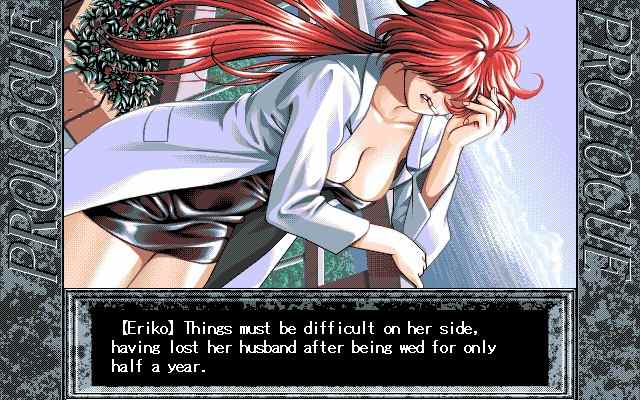 PROLOGUE
PROLOGUE
【Eriko】Things must be difficult on her side,
having lost her husband after being wed for only
half a year.